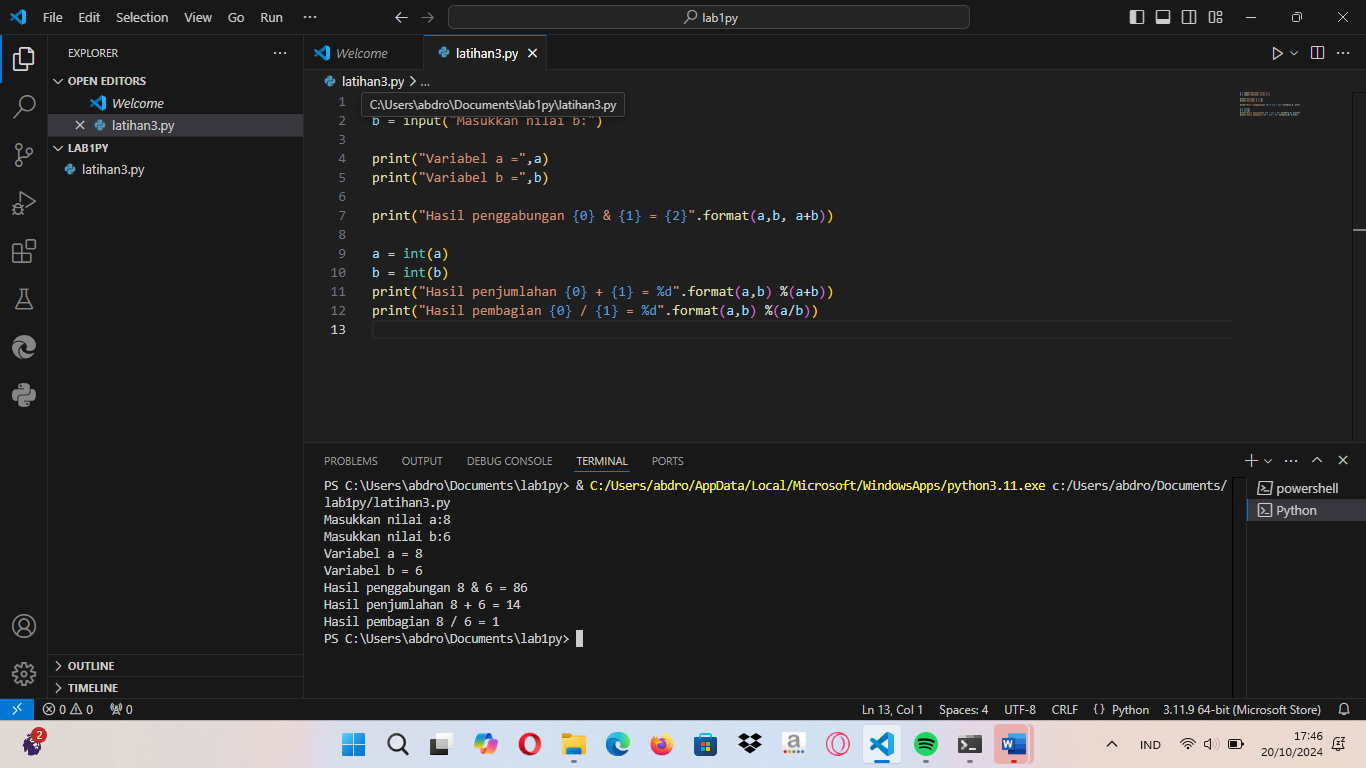 File Edit Selection View Go Run ···
lab1py
EXPLORER
OPEN EDITORS
Welcome
latihan3.py
LAB1PY
latihan3.py
OUTLINE
TIMELINE
Welcome
latihan3.py
latihan3.py > ...
C:\Users\abdro\Documents\lab1py\latihan3.py
1
2 b = input("Masukkan nilai b:")
3
4 print("Variabel a =",a)
5 print("Variabel b =",b)
6
7 print("Hasil penggabungan {0} & {1} = {2}".format(a,b, a+b))
8
9 a = int(a)
10 b = int(b)
11 print("Hasil penjumlahan {0} + {1} = %d".format(a,b) %(a+b))
12 print("Hasil pembagian {0} / {1} = %d".format(a,b) %(a/b))
13
PROBLEMS OUTPUT DEBUG CONSOLE TERMINAL PORTS
PS C:\Users\abdro\Documents\lab1py> & C:/Users/abdro/AppData/Local/Microsoft/WindowsApps/python3.11.exe c:/Users/abdro/Documents/
lab1py/latihan3.py
Masukkan nilai a:8
Masukkan nilai b:6
Variabel a = 8
Variabel b = 6
Hasil penggabungan 8 & 6 = 86
Hasil penjumlahan 8 + 6 = 14
Hasil pembagian 8 / 6 = 1
PS C:\Users\abdro\Documents\lab1py>
powershell
Python
0 0 0
Ln 13, Col 1 Spaces: 4 UTF-8 CRLF {} Python 3.11.9 64-bit (Microsoft Store)
2
IND
17:46
20/10/2024